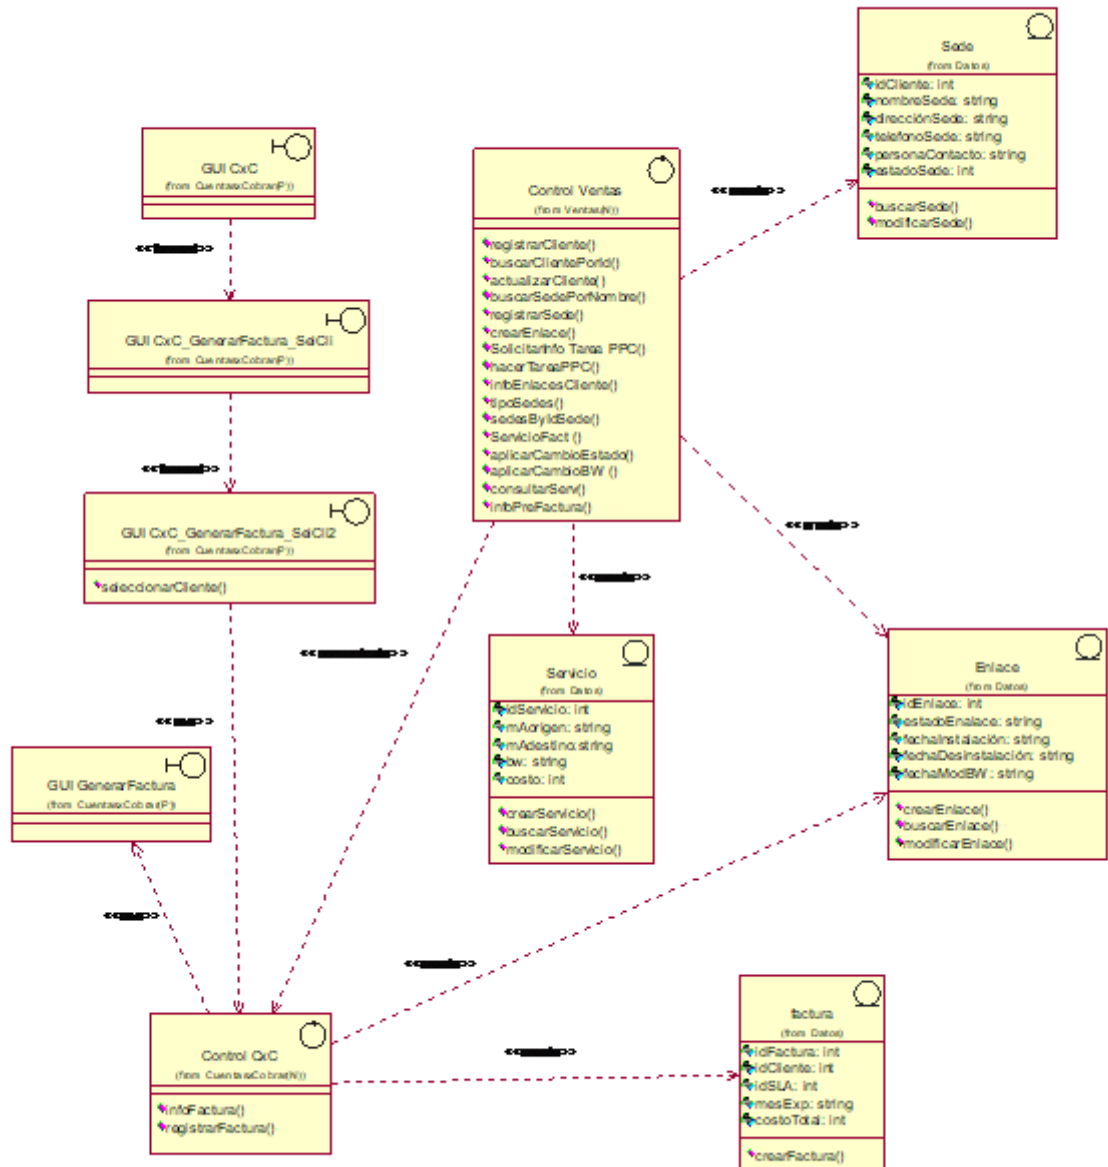 Sede
(from Datos)
idCliente: int
nombreSede: string
direcciónSede: string
telefonoSede: string
personaContacto: string
estadoSede: int
buscarSede()
modificarSede()
GUI CxC
(from CuentasxCobrar(P))
GUI CxC_GenerarFactura_SelCli
(from CuentasxCobrar(P))
GUI CxC_GenerarFactura_SelCli2
(from CuentasxCobrar(P))
seleccionarCliente()
Control Ventas
(from Ventas(N))
registrarCliente()
buscarClientePorId()
actualizarCliente()
buscarSedePorNombre()
registrarSede()
crearEnlace()
SolicitarInfo Tarea PPC()
hacerTareaPPC()
infoEnlacesCliente()
tipoSedes()
sedesByIdSede()
ServicioFact ()
aplicarCambioEstado()
aplicarCambioBW ()
consultarServ()
infoPreFactura()
Servicio
(from Datos)
idServicio: int
mAorigen: string
mAdestino:string
bw: string
costo: int
crearServicio()
buscarServicio()
modificarServicio()
Enlace
(from Datos)
idEnlace: int
estadoEnalace: string
fechaInstalación: string
fechaDesinstalación: string
fechaModBW: string
crearEnlace()
buscarEnlace()
modificarEnlace()
GUI GenerarFactura
(from CuentasxCobrar(P))
Control CxC
(from CuentasxCobrar(N))
infoFactura()
registrarFactura()
factura
(from Datos)
idFactura: int
idCliente: int
idSLA: int
mesExp: string
costoTotal: int
crearFactura()